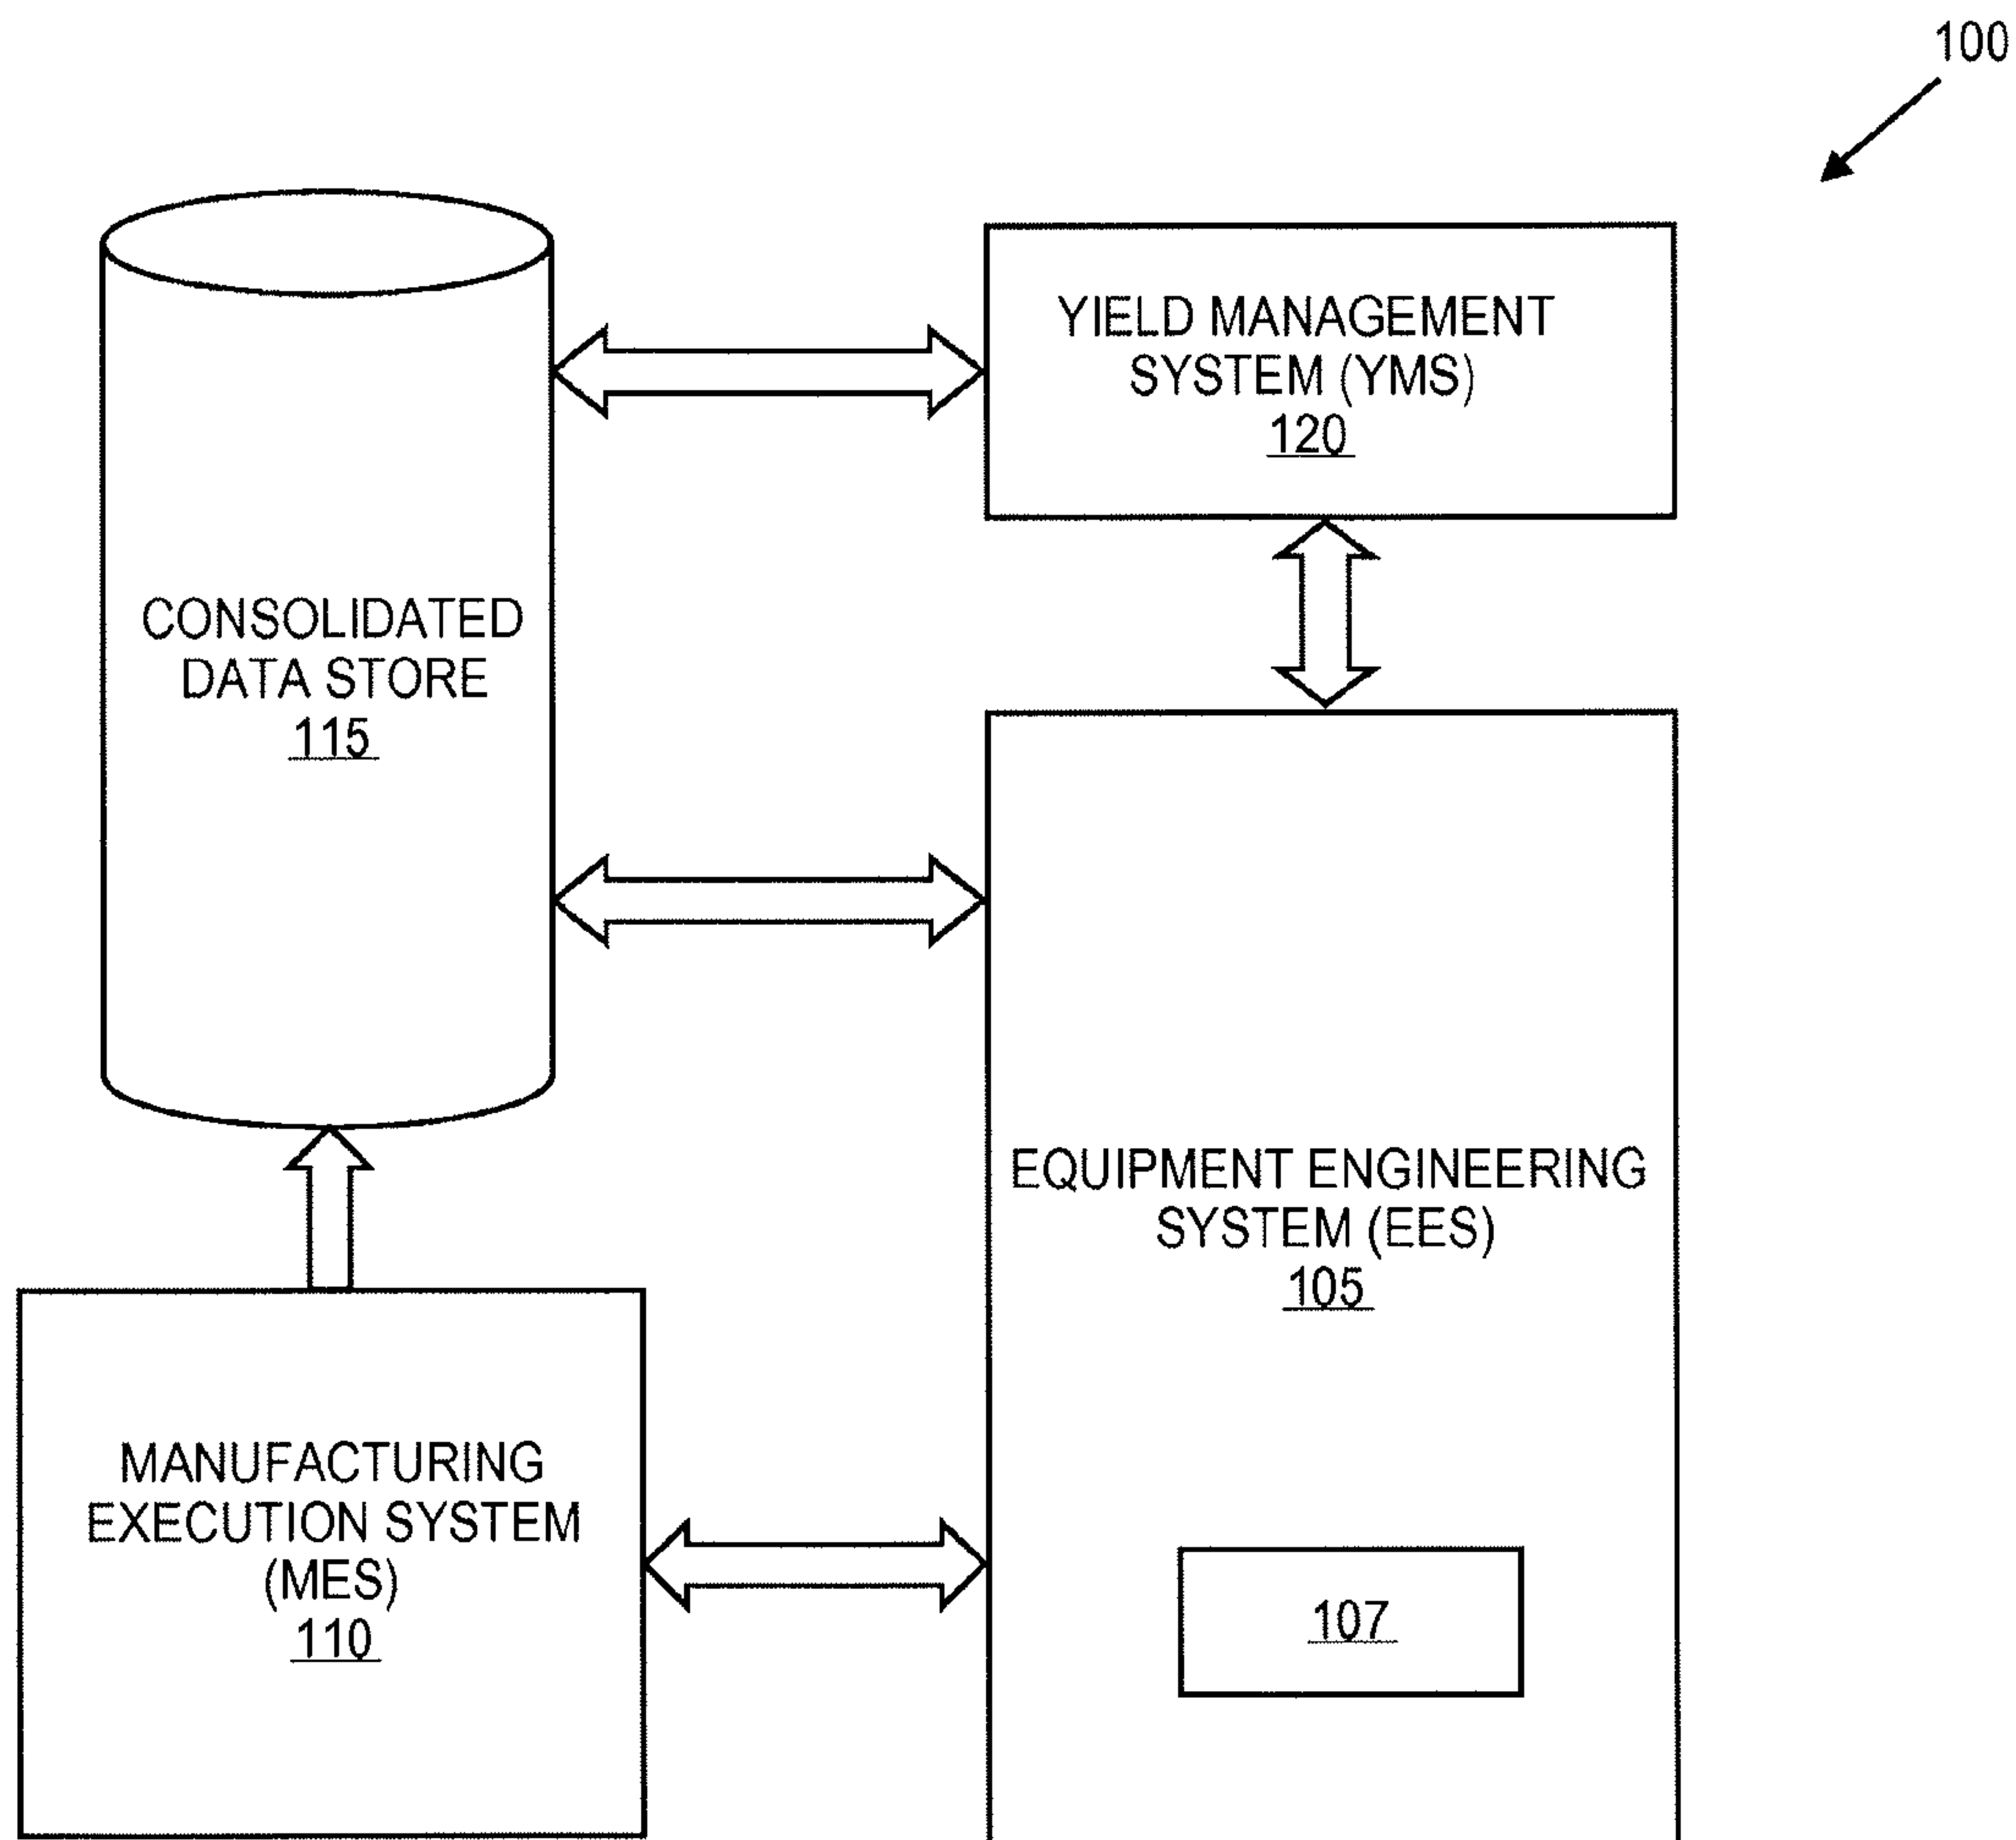 100
YIELD MANAGEMENT
SYSTEM (YMS)
120
CONSOLIDATED
DATA STORE
115
EQUIPMENT ENGINEERING
SYSTEM (EES)
105
MANUFACTURING
EXECUTION SYSTEM
(MES)
110
107